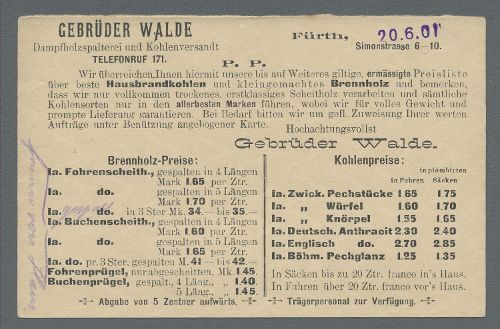 GEBRÜDER WALDE
Dampfholzspalterei und Kohlenversandt
TELEFONRUF 171.
Fürth, 20.6.01
Simonstrasse 6-10.
P. P.
Wir überreichen Ihnen hiermit unsere bis auf Weiteres giltige, ermässigte Preisliste
über beste Hausbrandkohlen und kleingemachtes Brennholz und bemerken,
dass wir nur vollkommen trockenes, erstklassiges Scheitholz verarbeiten und sämtliche
Kohlensorten nur in den allerbesten Marken führen, wobei wir für volles Gewicht und
prompte Lieferung garantieren. Bei Bedarf bitten wir um gefl. Zuweisung Ihrer werten
Aufträge unter Benützung angebogener Karte.
Hochachtungsvollst
Gebrüder Walde.
Brennholz-Preise:
Ia. Fohrenscheith., gespalten in 4 Längen
Mark 1.65 per Ztr.
Ia. do. gespalten in 5 Längen
Mark 1.70 per Ztr.
Ia. do. in 3 Ster Mk. 34.— bis 35.—
Ia. Buchenscheith., gespalten in 4 Längen
Mark 1.60 per Ztr.
Ia. do. gespalten in 5 Längen
Mark 1.65 per Ztr.
Ia. do. pr. 3 Ster. gespalten M. 41 — bis 42.—
Fohrenprügel, nur abgeschnitten, Mk. 1.45
Buchenprügel, gespalt., 4 Läng., „ 1.40
5 Läng., „ 1.45
Abgabe von 5 Zentner aufwärts.
Kohlenpreise:
in plombirten
in Fuhren Säcken
Ia. Zwick. Pechstücke 1.65 1.75
Ia. „ Würfel 1.60 1.70
Ia. „ Knörpel 1.55 1.65
Ia. Deutsch. Anthracit 2.30 2.40
Ia. Englisch do. 2.70 2.85
Ia. Böhm. Pechglanz 1.25 1.35
In Säcken bis zu 20 Ztr. franco in's Haus.
In Fuhren über 20 Ztr. franco vor's Haus.
Trägerpersonal zur Verfügung.